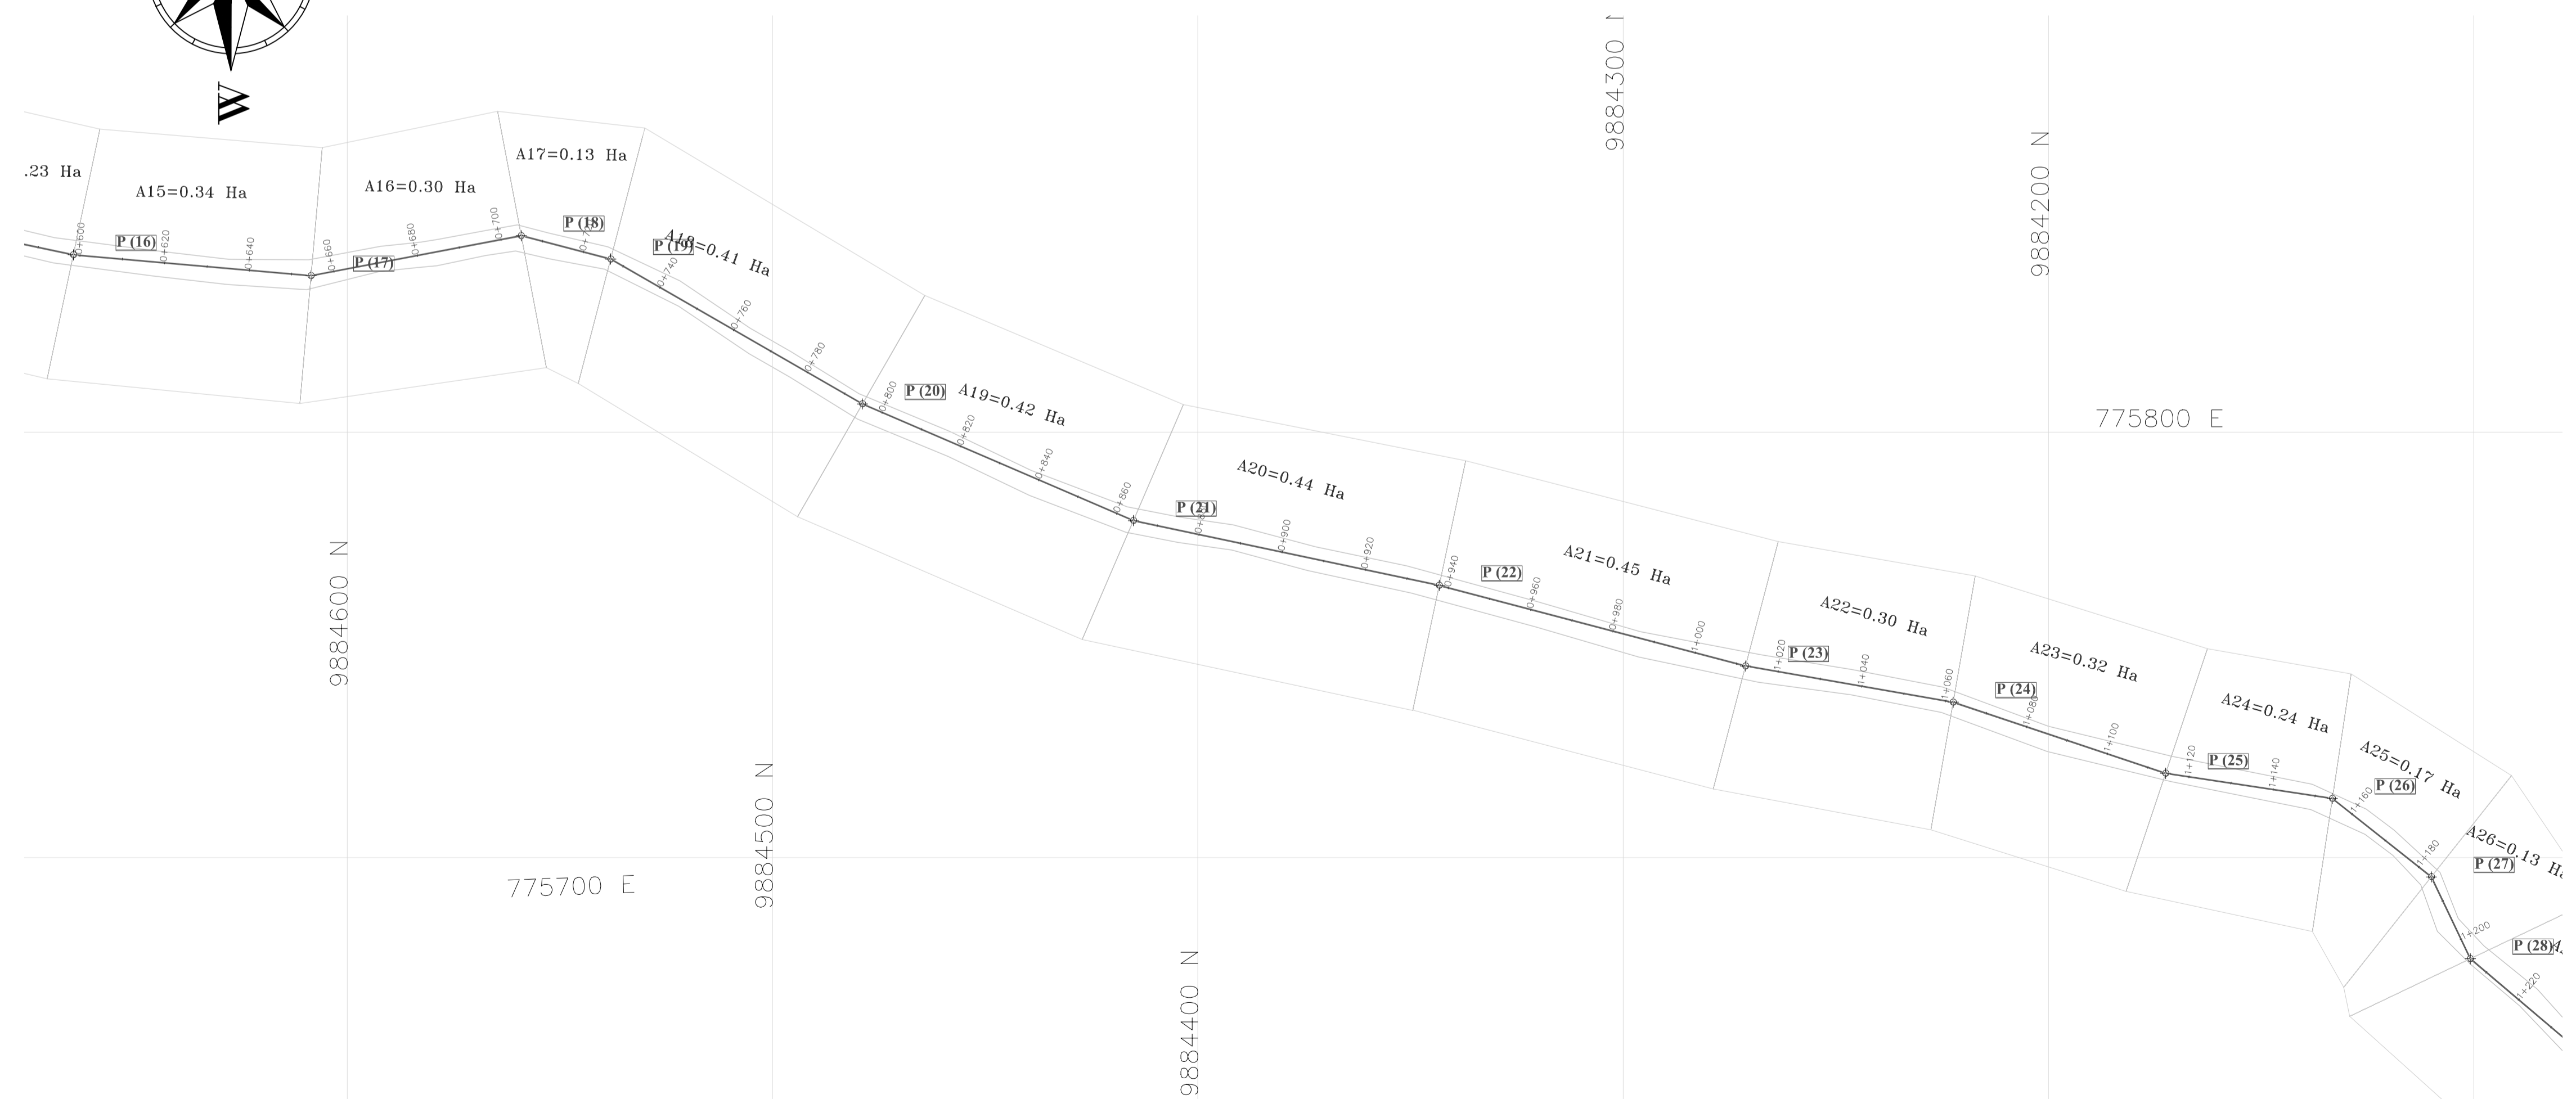 W
9884300
9884200 N
.23 Ha
A15=0.34 Ha
A16=0.30 Ha
A17=0.13 Ha
A18=0.41 Ha
A19=0.42 Ha
A20=0.44 Ha
A21=0.45 Ha
A22=0.30 Ha
A23=0.32 Ha
A24=0.24 Ha
A25=0.17 Ha
A26=0.13 Ha
P (16)
P (17)
P (18)
P (19)
P (20)
P (21)
P (22)
P (23)
P (24)
P (25)
P (26)
P (27)
P (28)
0+600
0+620
0+640
0+660
0+680
0+700
0+740
0+760
0+780
0+800
0+820
0+840
0+860
0+900
0+920
0+940
0+960
0+980
1+000
1+020
1+040
1+060
1+080
1+100
1+120
1+140
1+160
1+180
1+200
1+220
775800 E
9884600 N
775700 E
9884500 N
9884400 N